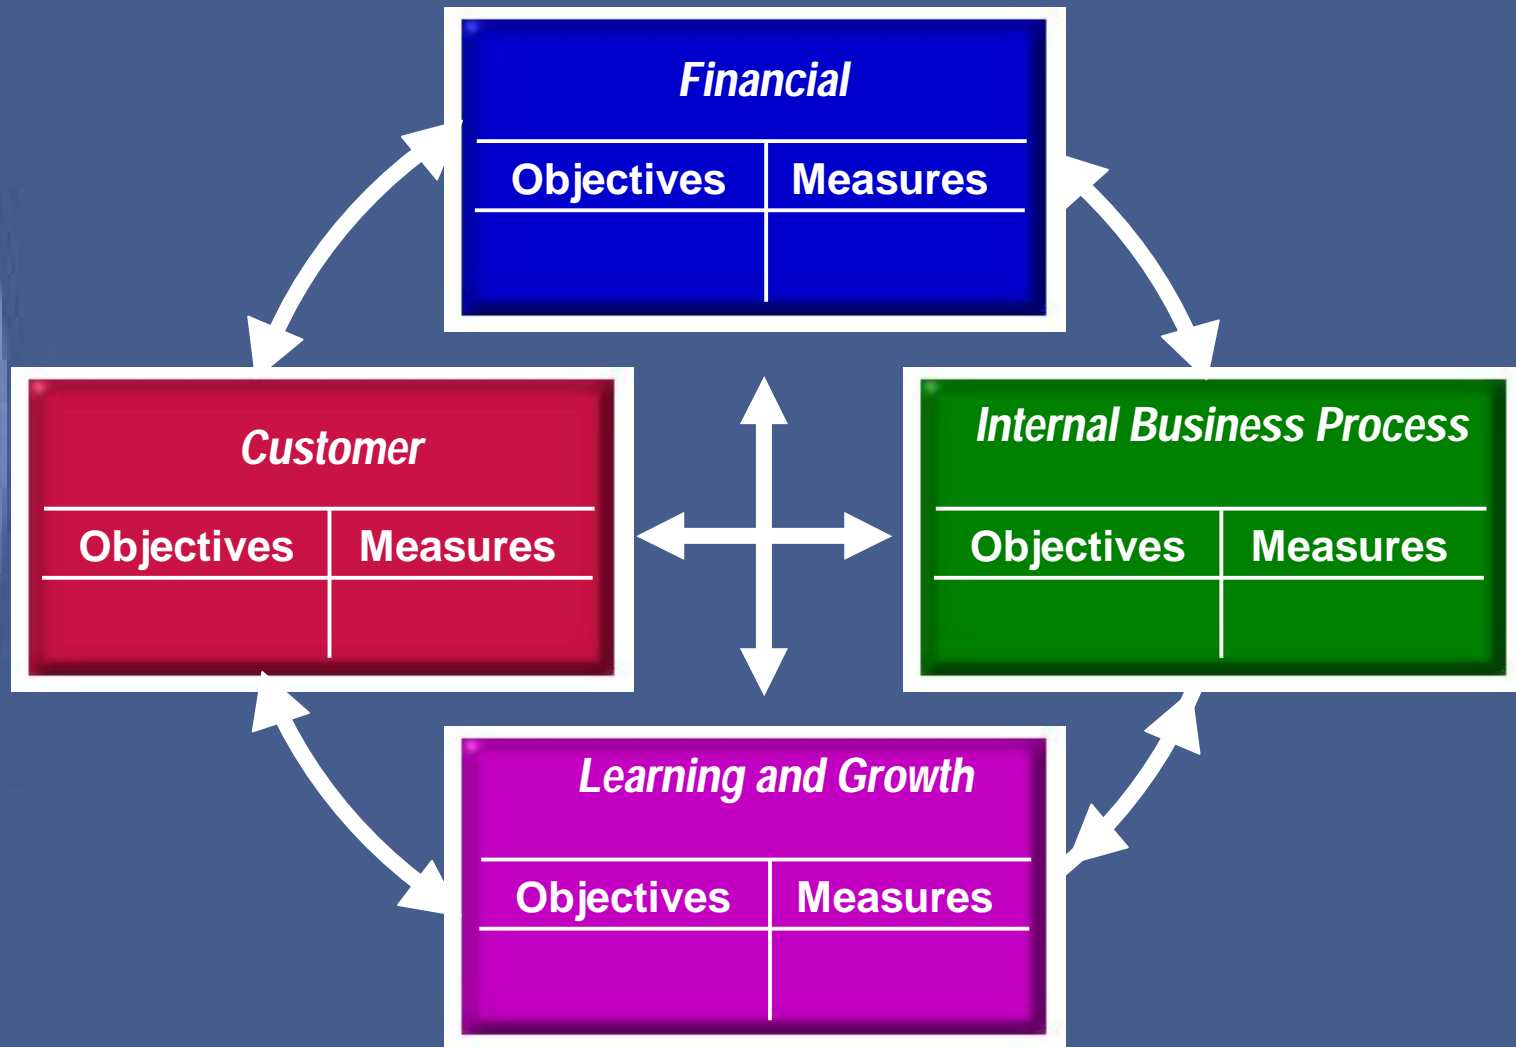 Financial
Objectives Measures
Customer
Objectives Measures
Internal Business Process
Objectives Measures
Learning and Growth
Objectives Measures